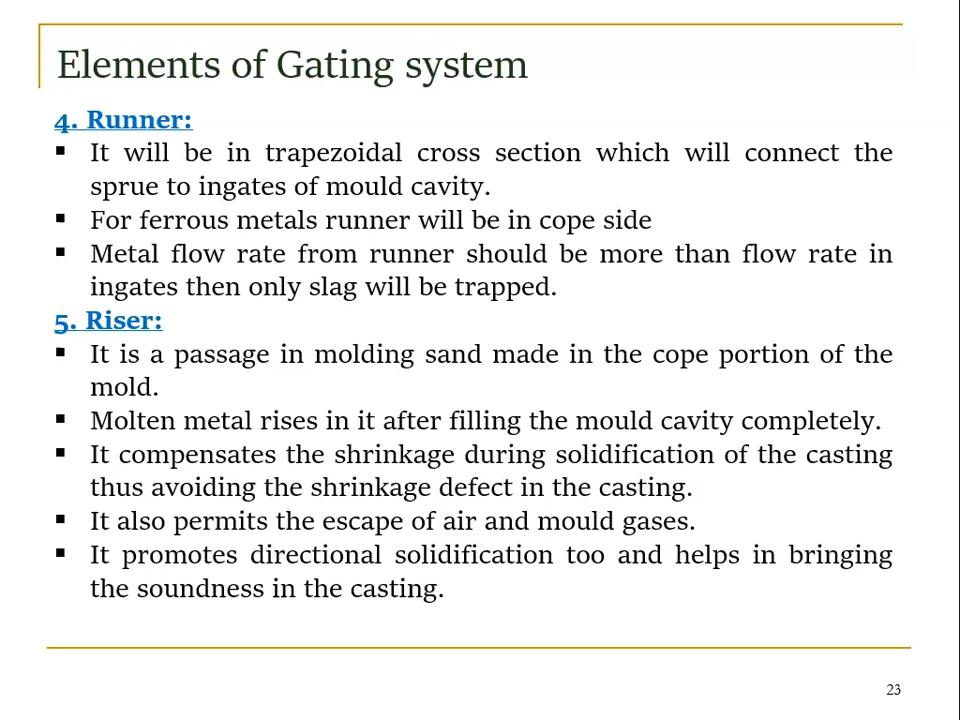 Elements of Gating system
4. Runner:
▪ It will be in trapezoidal cross section which will connect the
sprue to ingates of mould cavity.
▪ For ferrous metals runner will be in cope side
▪ Metal flow rate from runner should be more than flow rate in
ingates then only slag will be trapped.
5. Riser:
▪ It is a passage in molding sand made in the cope portion of the
mold.
▪ Molten metal rises in it after filling the mould cavity completely.
▪ It compensates the shrinkage during solidification of the casting
thus avoiding the shrinkage defect in the casting.
▪ It also permits the escape of air and mould gases.
▪ It promotes directional solidification too and helps in bringing
the soundness in the casting.
23